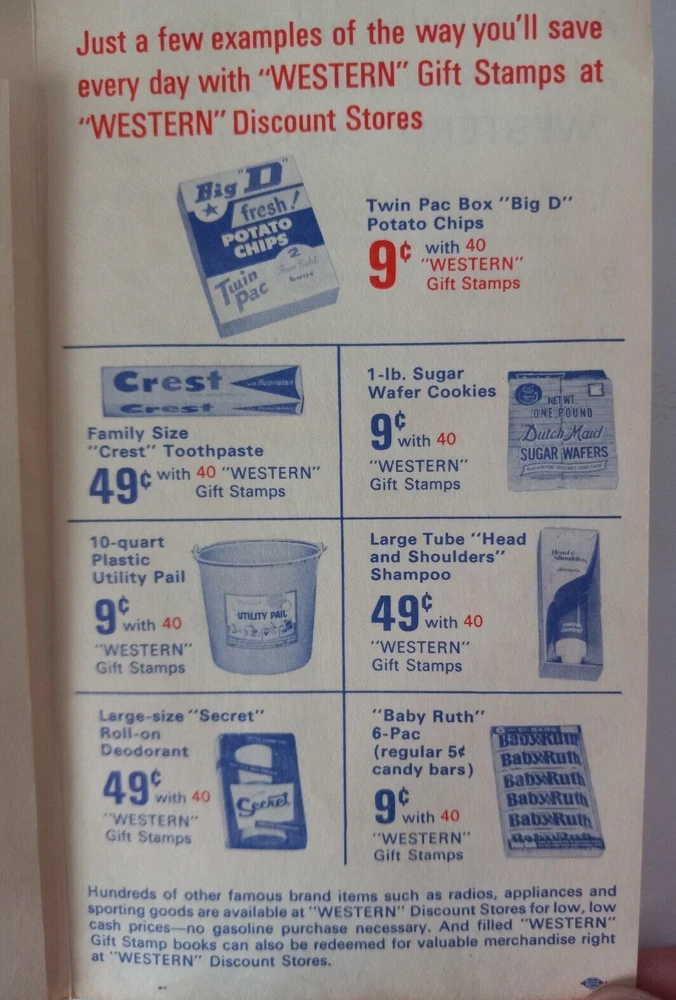 Just a few examples of the way you'll save
every day with "WESTERN" Gift Stamps at
"WESTERN" Discount Stores
Big "D"
fresh!
POTATO
CHIPS
Twin
Pac
2
Twin Pac Box "Big D"
Potato Chips
9¢ with 40
"WESTERN"
Gift Stamps
Crest
Crest
Family Size
"Crest" Toothpaste
49¢ with 40 "WESTERN"
Gift Stamps
1-lb. Sugar
Wafer Cookies
9¢ with 40
"WESTERN"
Gift Stamps
NET WT.
ONE POUND
Dutch Maid
SUGAR WAFERS
10-quart
Plastic
Utility Pail
9¢ with 40
"WESTERN"
Gift Stamps
UTILITY PAIL
Large Tube "Head
and Shoulders"
Shampoo
49¢ with 40
"WESTERN"
Gift Stamps
Head &
Shoulders
Large-size "Secret"
Roll-on
Deodorant
49¢ with 40
"WESTERN"
Gift Stamps
Secret
"Baby Ruth"
6-Pac
(regular 5¢
candy bars)
9¢ with 40
"WESTERN"
Gift Stamps
Baby Ruth
Baby Ruth
Baby Ruth
Baby Ruth
Baby Ruth
Baby Ruth
Hundreds of other famous brand items such as radios, appliances and
sporting goods are available at "WESTERN" Discount Stores for low, low
cash prices—no gasoline purchase necessary. And filled "WESTERN"
Gift Stamp books can also be redeemed for valuable merchandise right
at "WESTERN" Discount Stores.